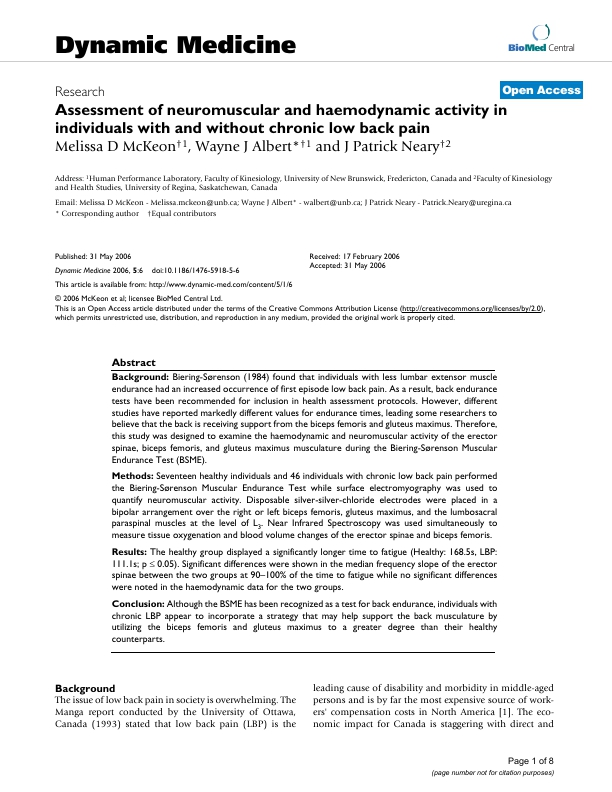 Dynamic Medicine
BioMed Central
Research
Open Access
Assessment of neuromuscular and haemodynamic activity in
individuals with and without chronic low back pain
Melissa D McKeon†1, Wayne J Albert*†1 and J Patrick Neary†2
Address: 1Human Performance Laboratory, Faculty of Kinesiology, University of New Brunswick, Fredericton, Canada and 2Faculty of Kinesiology
and Health Studies, University of Regina, Saskatchewan, Canada
Email: Melissa D McKeon - Melissa.mckeon@unb.ca; Wayne J Albert* - walbert@unb.ca; J Patrick Neary - Patrick.Neary@uregina.ca
* Corresponding author †Equal contributors
Published: 31 May 2006
Dynamic Medicine 2006, 5:6 doi:10.1186/1476-5918-5-6
Received: 17 February 2006
Accepted: 31 May 2006
This article is available from: http://www.dynamic-med.com/content/5/1/6
© 2006 McKeon et al; licensee BioMed Central Ltd.
This is an Open Access article distributed under the terms of the Creative Commons Attribution License (http://creativecommons.org/licenses/by/2.0),
which permits unrestricted use, distribution, and reproduction in any medium, provided the original work is properly cited.
Abstract
Background: Biering-Sørenson (1984) found that individuals with less lumbar extensor muscle
endurance had an increased occurrence of first episode low back pain. As a result, back endurance
tests have been recommended for inclusion in health assessment protocols. However, different
studies have reported markedly different values for endurance times, leading some researchers to
believe that the back is receiving support from the biceps femoris and gluteus maximus. Therefore,
this study was designed to examine the haemodynamic and neuromuscular activity of the erector
spinae, biceps femoris, and gluteus maximus musculature during the Biering-Sørenson Muscular
Endurance Test (BSME).
Methods: Seventeen healthy individuals and 46 individuals with chronic low back pain performed
the Biering-Sørenson Muscular Endurance Test while surface electromyography was used to
quantify neuromuscular activity. Disposable silver-silver-chloride electrodes were placed in a
bipolar arrangement over the right or left biceps femoris, gluteus maximus, and the lumbosacral
paraspinal muscles at the level of L3. Near Infrared Spectroscopy was used simultaneously to
measure tissue oxygenation and blood volume changes of the erector spinae and biceps femoris.
Results: The healthy group displayed a significantly longer time to fatigue (Healthy: 168.5s, LBP:
111.1s; p ≤ 0.05). Significant differences were shown in the median frequency slope of the erector
spinae between the two groups at 90–100% of the time to fatigue while no significant differences
were noted in the haemodynamic data for the two groups.
Conclusion: Although the BSME has been recognized as a test for back endurance, individuals with
chronic LBP appear to incorporate a strategy that may help support the back musculature by
utilizing the biceps femoris and gluteus maximus to a greater degree than their healthy
counterparts.
Background
The issue of low back pain in society is overwhelming. The
Manga report conducted by the University of Ottawa,
Canada (1993) stated that low back pain (LBP) is the
leading cause of disability and morbidity in middle-aged
persons and is by far the most expensive source of work-
ers' compensation costs in North America [1]. The eco-
nomic impact for Canada is staggering with direct and
Page 1 of 8
(page number not for citation purposes)